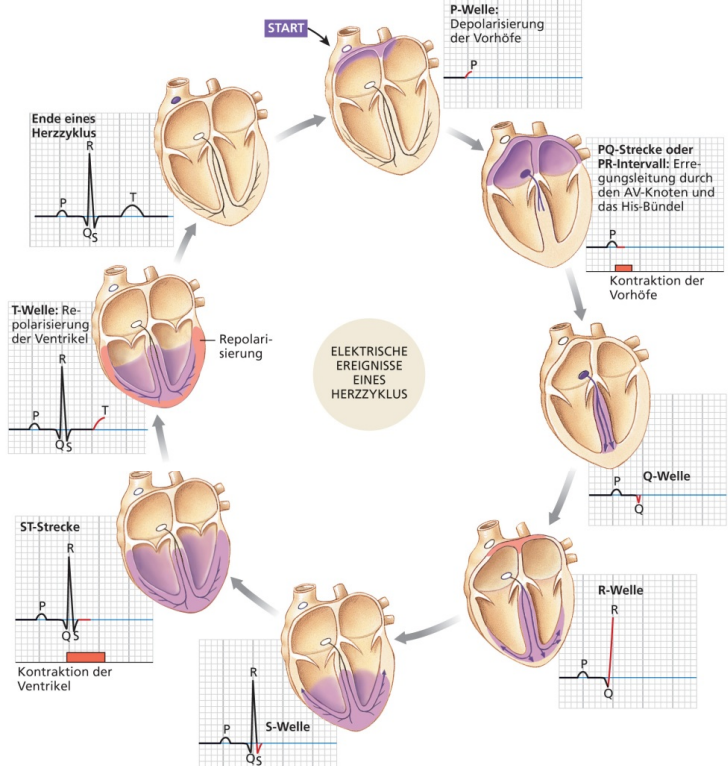 START
P-Welle:
Depolarisierung
der Vorhöfe
P
PQ-Strecke oder
PR-Intervall: Erre-
gungsleitung durch
den AV-Knoten und
das His-Bündel
P
Kontraktion der
Vorhöfe
Q-Welle
P
Q
R-Welle
R
P
Q
S-Welle
R
P
Q
S
ST-Strecke
R
P
Q
S
Kontraktion der
Ventrikel
T-Welle: Re-
polarisierung
der Ventrikel
R
P
T
Q
S
Repolari-
sierung
Ende eines
Herzzyklus
R
P
T
Q
S
ELEKTRISCHE
EREIGNISSE
EINES
HERZZYKLUS